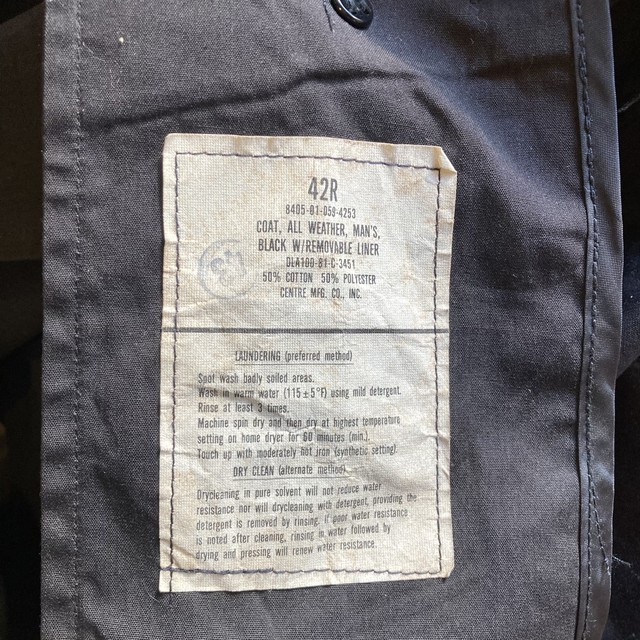 42R
8405-01-058-4253
COAT, ALL WEATHER, MAN'S,
BLACK W/REMOVABLE LINER
DLA100-81-C-3451
50% COTTON 50% POLYESTER
CENTRE MFG. CO., INC.
LAUNDERING (preferred method)
Spot wash badly soiled areas.
Wash in warm water (115 ± 5°F) using mild detergent.
Rinse at least 3 times.
Machine spin dry and then dry at highest temperature
setting on home dryer for 60 minutes (min.)
Touch up with moderately hot iron (synthetic setting)
DRY CLEAN (alternate method)
Drycleaning in pure solvent will not reduce water
resistance nor will drycleaning with detergent, providing the
detergent is removed by rinsing. if poor water resistance
is noted after cleaning, rinsing in water followed by
drying and pressing will renew water resistance.